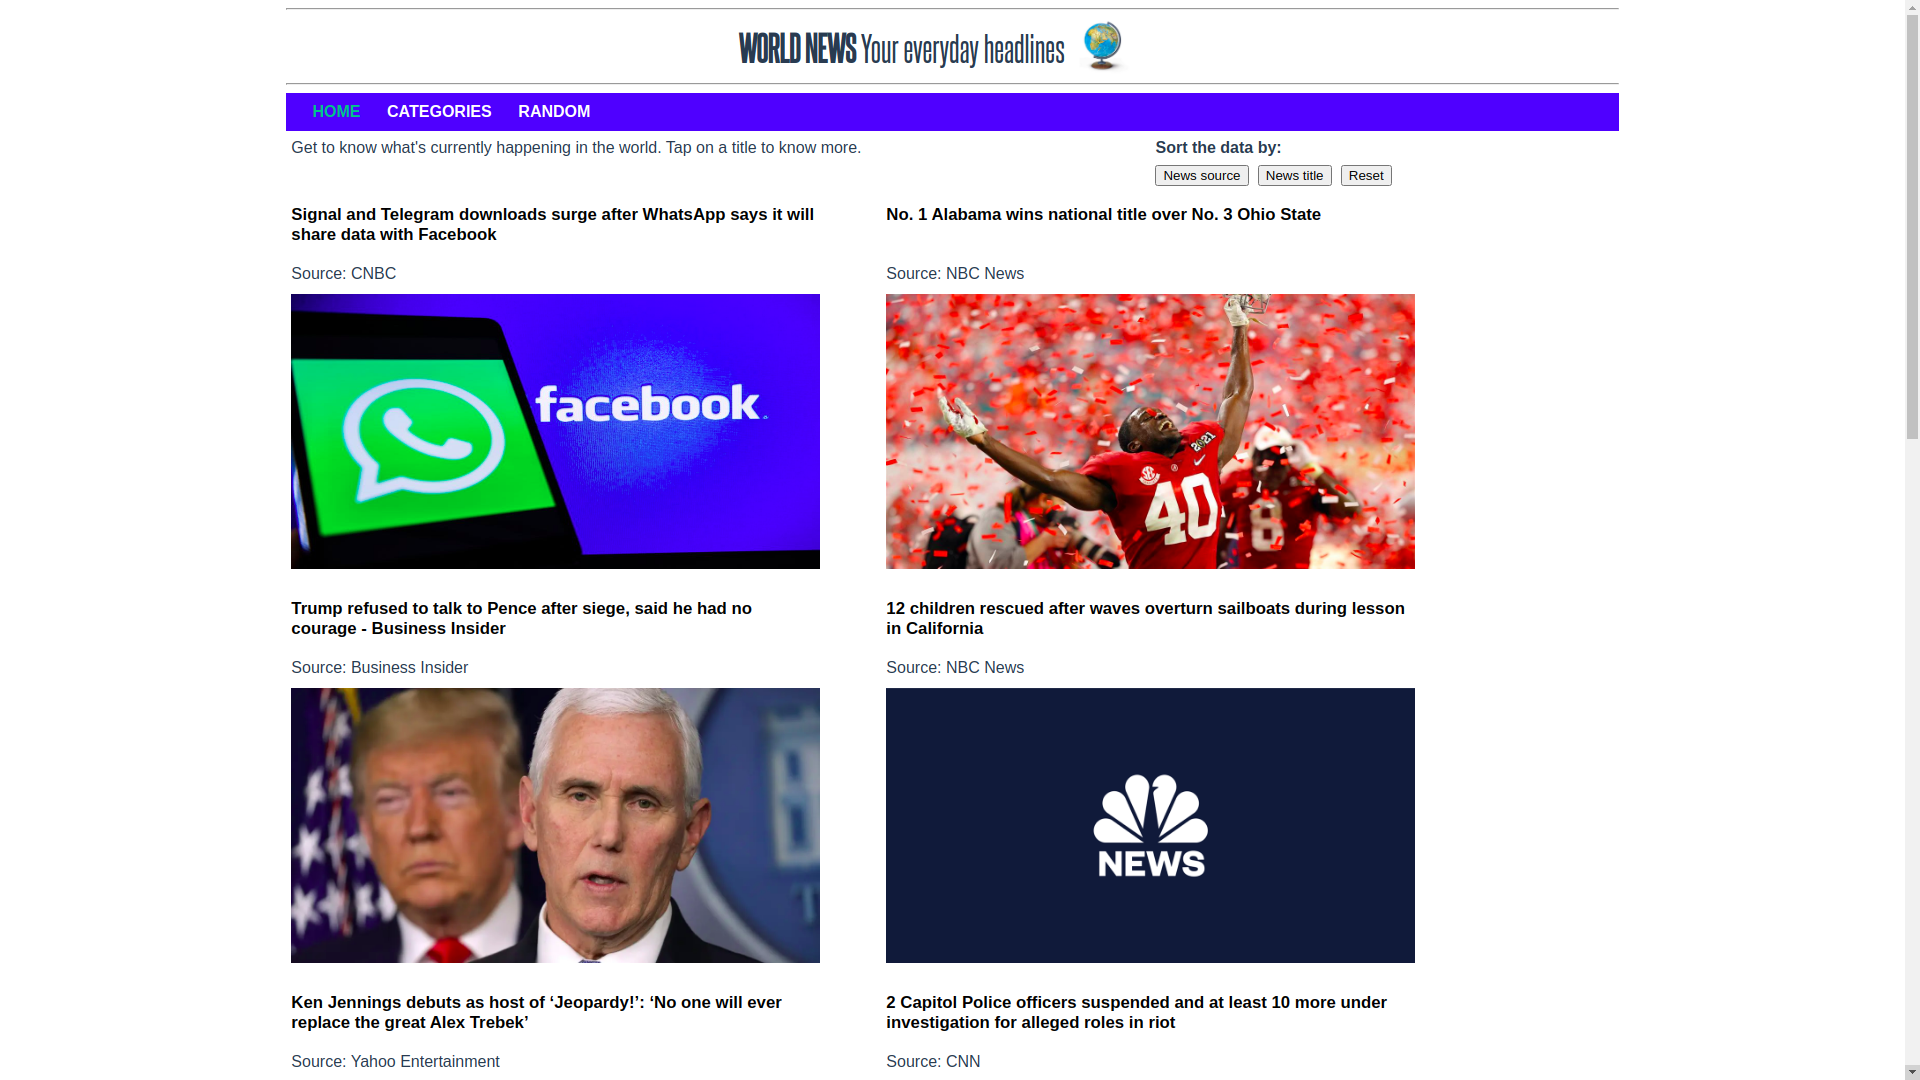 WORLD NEWS Your everyday headlines
HOME CATEGORIES RANDOM
Get to know what's currently happening in the world. Tap on a title to know more.
Sort the data by:
News source News title Reset
Signal and Telegram downloads surge after WhatsApp says it will
share data with Facebook
Source: CNBC
facebook
No. 1 Alabama wins national title over No. 3 Ohio State
Source: NBC News
2021
SEC
40
8
Trump refused to talk to Pence after siege, said he had no
courage - Business Insider
Source: Business Insider
12 children rescued after waves overturn sailboats during lesson
in California
Source: NBC News
NEWS
Ken Jennings debuts as host of ‘Jeopardy!’: ‘No one will ever
replace the great Alex Trebek’
Source: Yahoo Entertainment
2 Capitol Police officers suspended and at least 10 more under
investigation for alleged roles in riot
Source: CNN